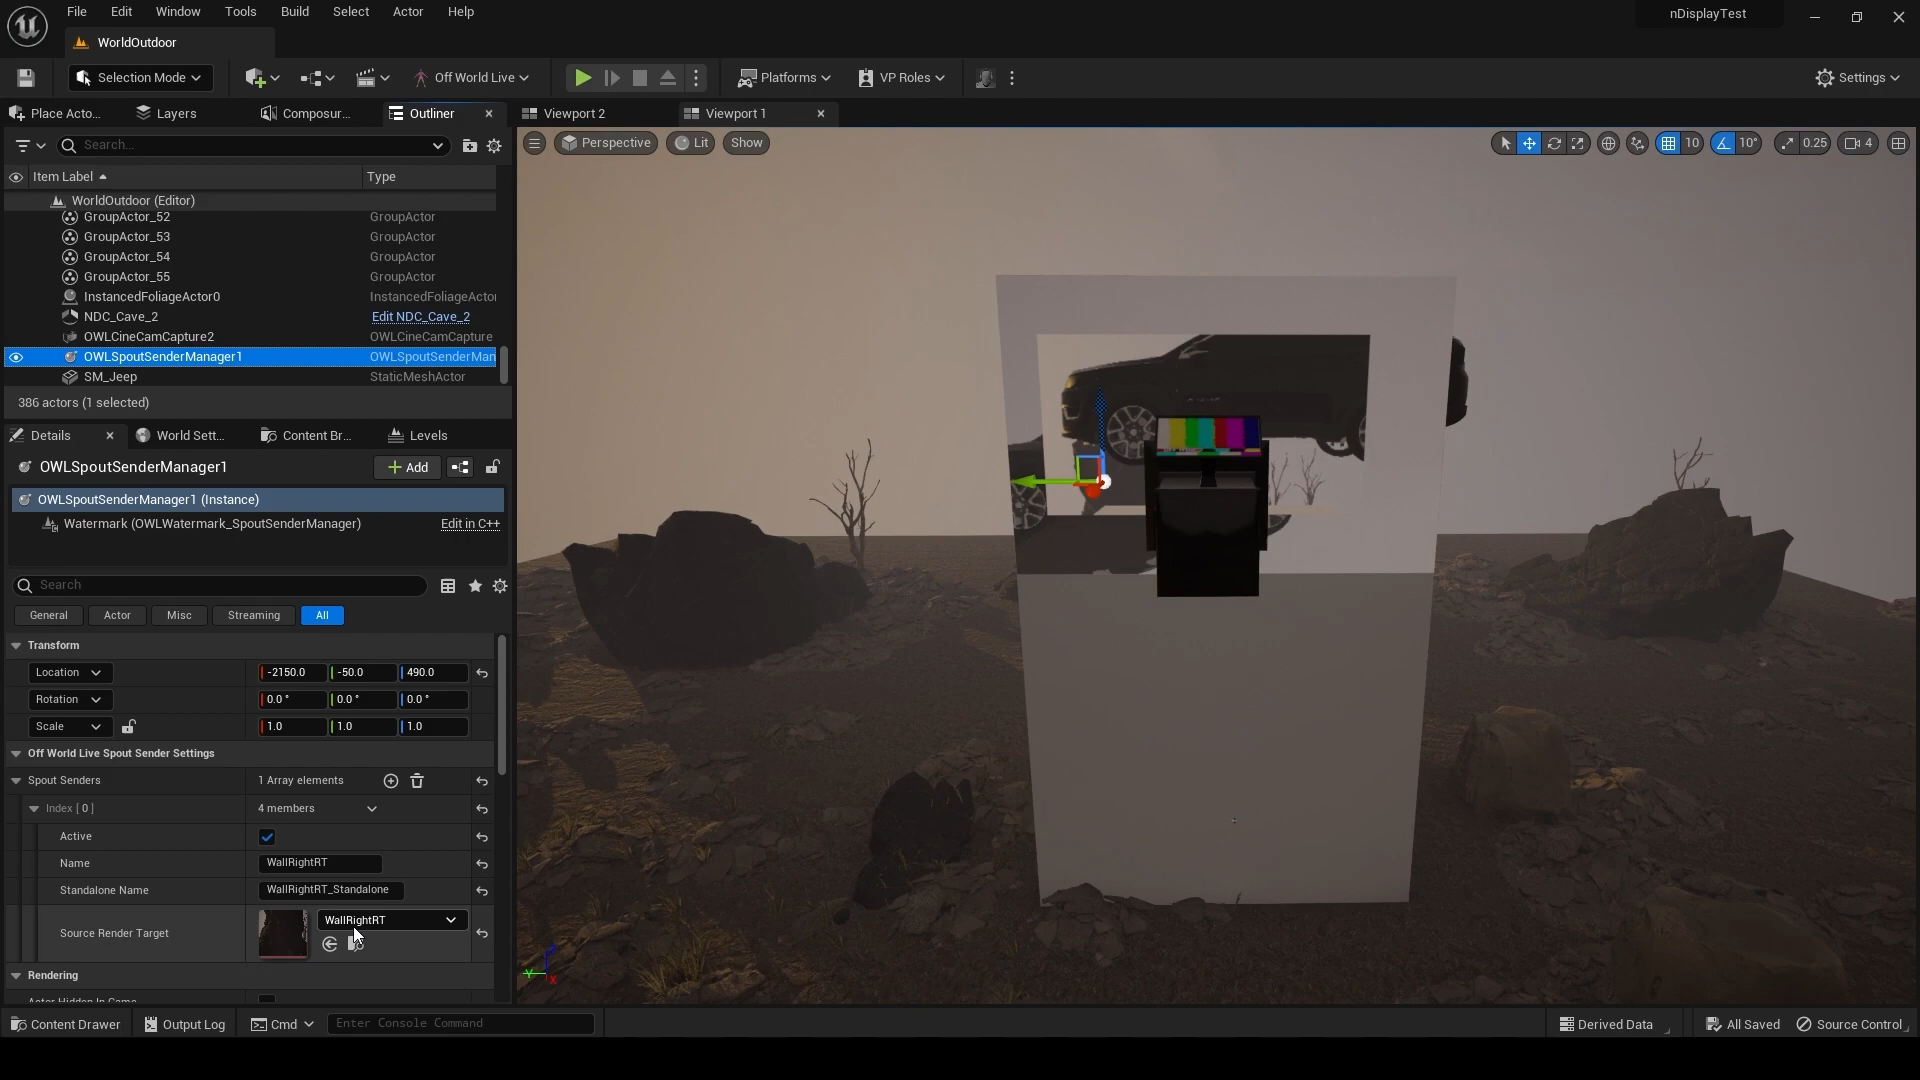 File Edit Window Tools Build Select Actor Help
nDisplayTest
WorldOutdoor
Selection Mode
Off World Live
Platforms
VP Roles
Settings
Place Acto...
Layers
Composur...
Outliner
Viewport 2
Viewport 1
Search...
Perspective
Lit
Show
10
10°
0.25
4
Item Label
Type
WorldOutdoor (Editor)
GroupActor_52 GroupActor
GroupActor_53 GroupActor
GroupActor_54 GroupActor
GroupActor_55 GroupActor
InstancedFoliageActor0 InstancedFoliageActo
NDC_Cave_2 Edit NDC_Cave_2
OWLCineCamCapture2 OWLCineCamCapture
OWLSpoutSenderManager1 OWLSpoutSenderMan
SM_Jeep StaticMeshActor
386 actors (1 selected)
Details
World Sett...
Content Br...
Levels
OWLSpoutSenderManager1
Add
OWLSpoutSenderManager1 (Instance)
Watermark (OWLWatermark_SpoutSenderManager) Edit in C++
Search
General Actor Misc Streaming All
Transform
Location -2150.0 -50.0 490.0
Rotation 0.0 ° 0.0 ° 0.0 °
Scale 1.0 1.0 1.0
Off World Live Spout Sender Settings
Spout Senders 1 Array elements
Index [ 0 ] 4 members
Active
Name WallRightRT
Standalone Name WallRightRT_Standalone
Source Render Target WallRightRT
Rendering
Actor Hidden In Game
Y
X
Content Drawer
Output Log
Cmd
Enter Console Command
Derived Data
All Saved
Source Control